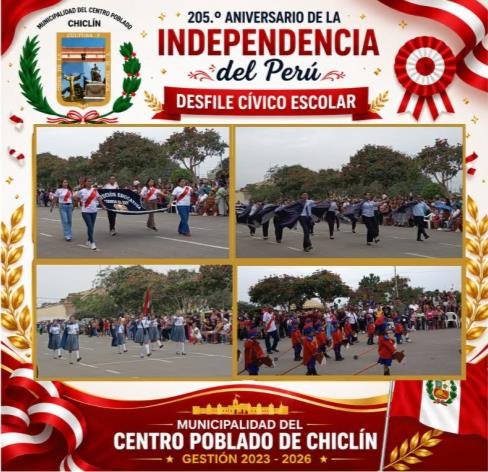 MUNICIPALIDAD DEL CENTRO POBLADO
CHICLÍN
205.º ANIVERSARIO DE LA
INDEPENDENCIA
del Perú
DESFILE CÍVICO ESCOLAR
MUNICIPALIDAD DEL
CENTRO POBLADO DE CHICLÍN
GESTIÓN 2023 - 2026